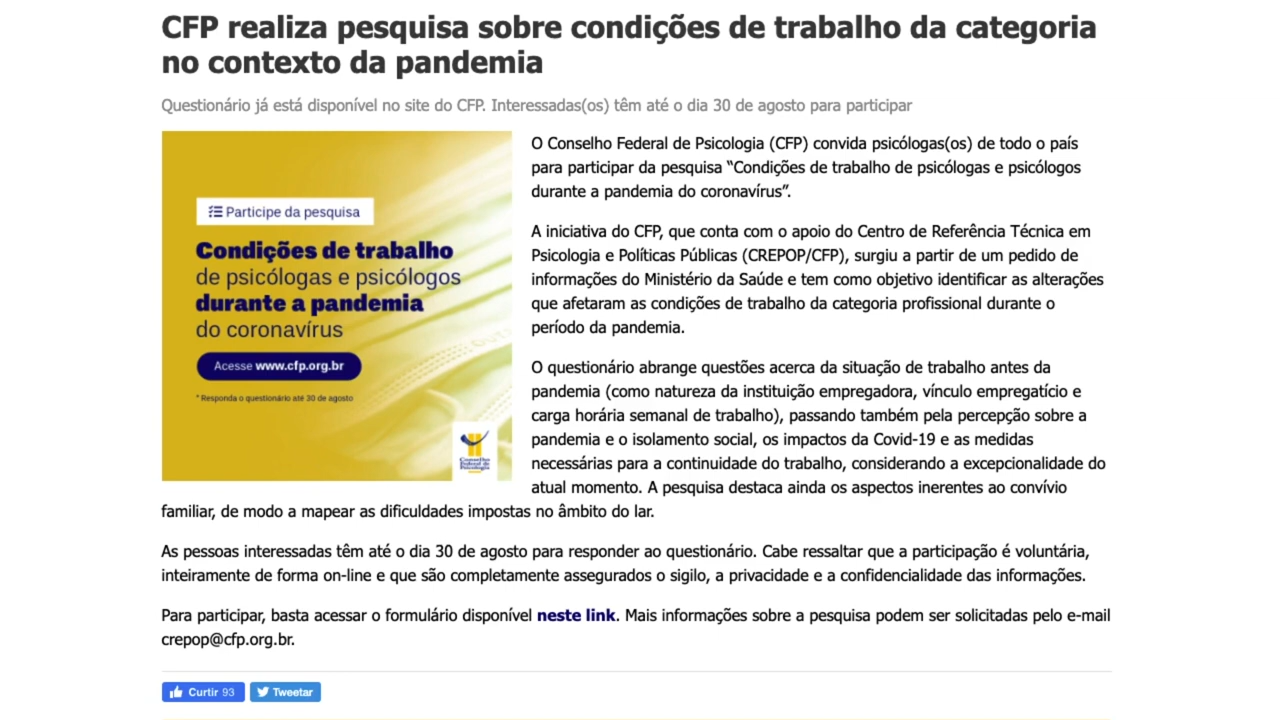 CFP realiza pesquisa sobre condições de trabalho da categoria
no contexto da pandemia
Questionário já está disponível no site do CFP. Interessadas(os) têm até o dia 30 de agosto para participar
Participe da pesquisa
Condições de trabalho
de psicólogas e psicólogos
durante a pandemia
do coronavírus
Acesse www.cfp.org.br
* Responda o questionário até 30 de agosto
Conselho
Federal de
Psicologia
O Conselho Federal de Psicologia (CFP) convida psicólogas(os) de todo o país
para participar da pesquisa “Condições de trabalho de psicólogas e psicólogos
durante a pandemia do coronavírus”.
A iniciativa do CFP, que conta com o apoio do Centro de Referência Técnica em
Psicologia e Políticas Públicas (CREPOP/CFP), surgiu a partir de um pedido de
informações do Ministério da Saúde e tem como objetivo identificar as alterações
que afetaram as condições de trabalho da categoria profissional durante o
período da pandemia.
O questionário abrange questões acerca da situação de trabalho antes da
pandemia (como natureza da instituição empregadora, vínculo empregatício e
carga horária semanal de trabalho), passando também pela percepção sobre a
pandemia e o isolamento social, os impactos da Covid-19 e as medidas
necessárias para a continuidade do trabalho, considerando a excepcionalidade do
atual momento. A pesquisa destaca ainda os aspectos inerentes ao convívio
familiar, de modo a mapear as dificuldades impostas no âmbito do lar.
As pessoas interessadas têm até o dia 30 de agosto para responder ao questionário. Cabe ressaltar que a participação é voluntária,
inteiramente de forma on-line e que são completamente assegurados o sigilo, a privacidade e a confidencialidade das informações.
Para participar, basta acessar o formulário disponível neste link. Mais informações sobre a pesquisa podem ser solicitadas pelo e-mail
crepop@cfp.org.br.
Curtir 93
Tweetar